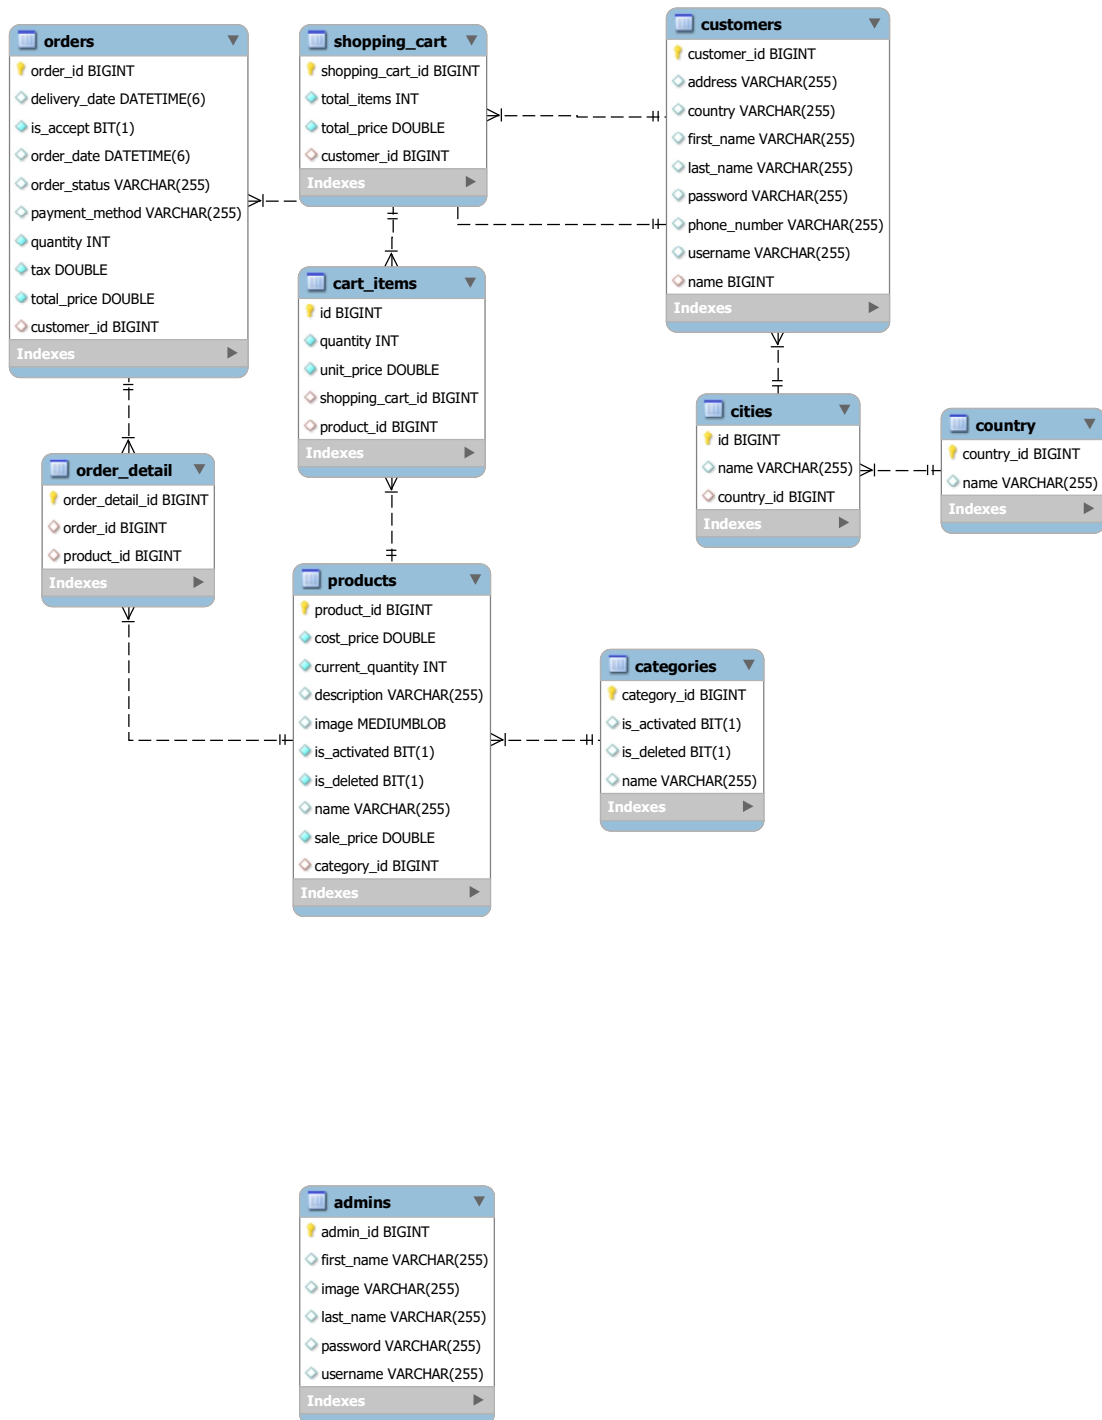 orders
order_id BIGINT
delivery_date DATETIME(6)
is_accept BIT(1)
order_date DATETIME(6)
order_status VARCHAR(255)
payment_method VARCHAR(255)
quantity INT
tax DOUBLE
total_price DOUBLE
customer_id BIGINT
Indexes
shopping_cart
shopping_cart_id BIGINT
total_items INT
total_price DOUBLE
customer_id BIGINT
Indexes
customers
customer_id BIGINT
address VARCHAR(255)
country VARCHAR(255)
first_name VARCHAR(255)
last_name VARCHAR(255)
password VARCHAR(255)
phone_number VARCHAR(255)
username VARCHAR(255)
name BIGINT
Indexes
cart_items
id BIGINT
quantity INT
unit_price DOUBLE
shopping_cart_id BIGINT
product_id BIGINT
Indexes
cities
id BIGINT
name VARCHAR(255)
country_id BIGINT
Indexes
country
country_id BIGINT
name VARCHAR(255)
Indexes
order_detail
order_detail_id BIGINT
order_id BIGINT
product_id BIGINT
Indexes
products
product_id BIGINT
cost_price DOUBLE
current_quantity INT
description VARCHAR(255)
image MEDIUMBLOB
is_activated BIT(1)
is_deleted BIT(1)
name VARCHAR(255)
sale_price DOUBLE
category_id BIGINT
Indexes
categories
category_id BIGINT
is_activated BIT(1)
is_deleted BIT(1)
name VARCHAR(255)
Indexes
admins
admin_id BIGINT
first_name VARCHAR(255)
image VARCHAR(255)
last_name VARCHAR(255)
password VARCHAR(255)
username VARCHAR(255)
Indexes